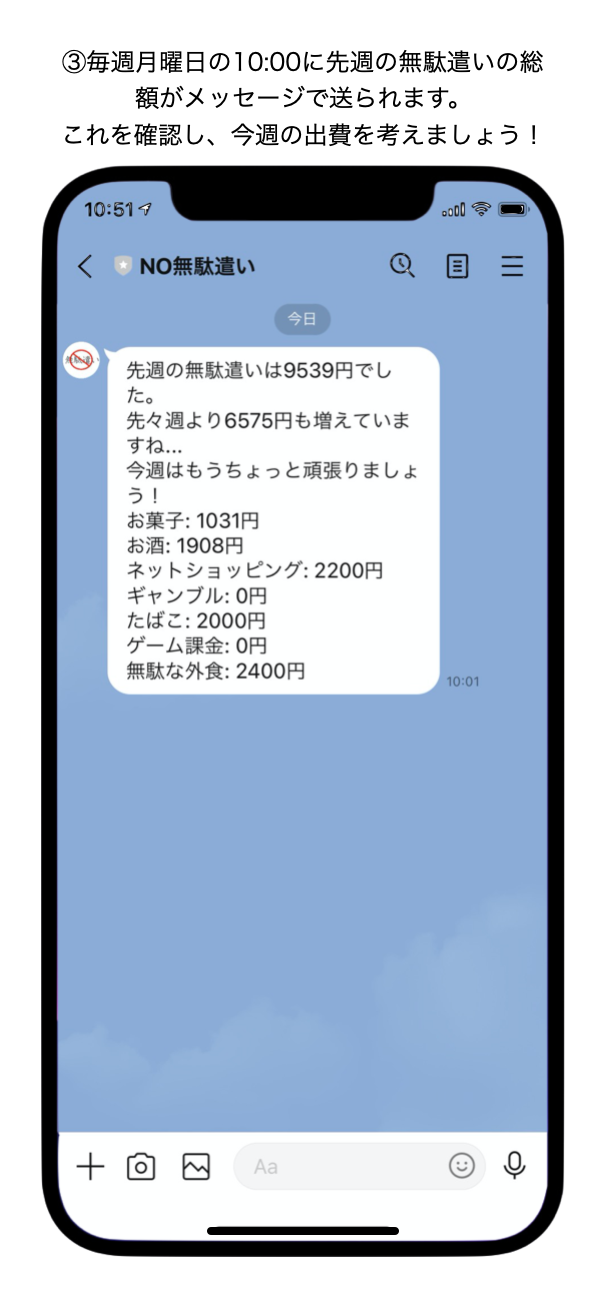 ③毎週月曜日の10:00に先週の無駄遣いの総
額がメッセージで送られます。
これを確認し、今週の出費を考えましょう！
10:51
NO無駄遣い
今日
無駄遣い
先週の無駄遣いは9539円でし
た。
先々週より6575円も増えていま
すね...
今週はもうちょっと頑張りましょ
う！
お菓子: 1031円
お酒: 1908円
ネットショッピング: 2200円
ギャンブル: 0円
たばこ: 2000円
ゲーム課金: 0円
無駄な外食: 2400円
10:01
Aa